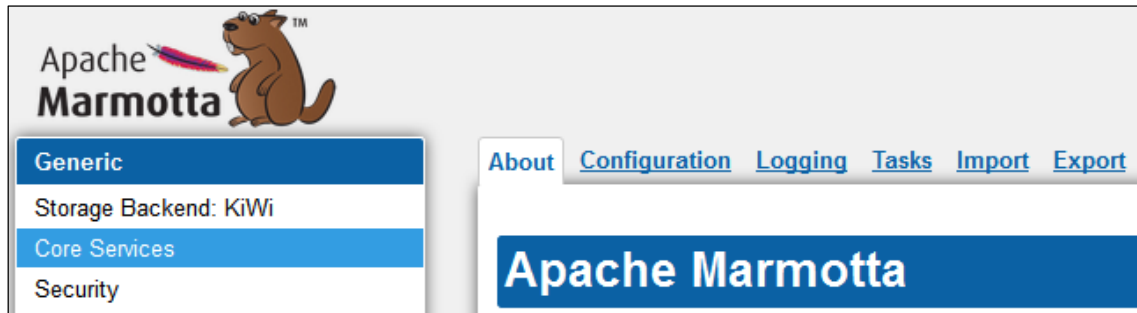 Apache TM
Marmotta
Generic
Storage Backend: KiWi
Core Services
Security
About Configuration Logging Tasks Import Export
Apache Marmotta